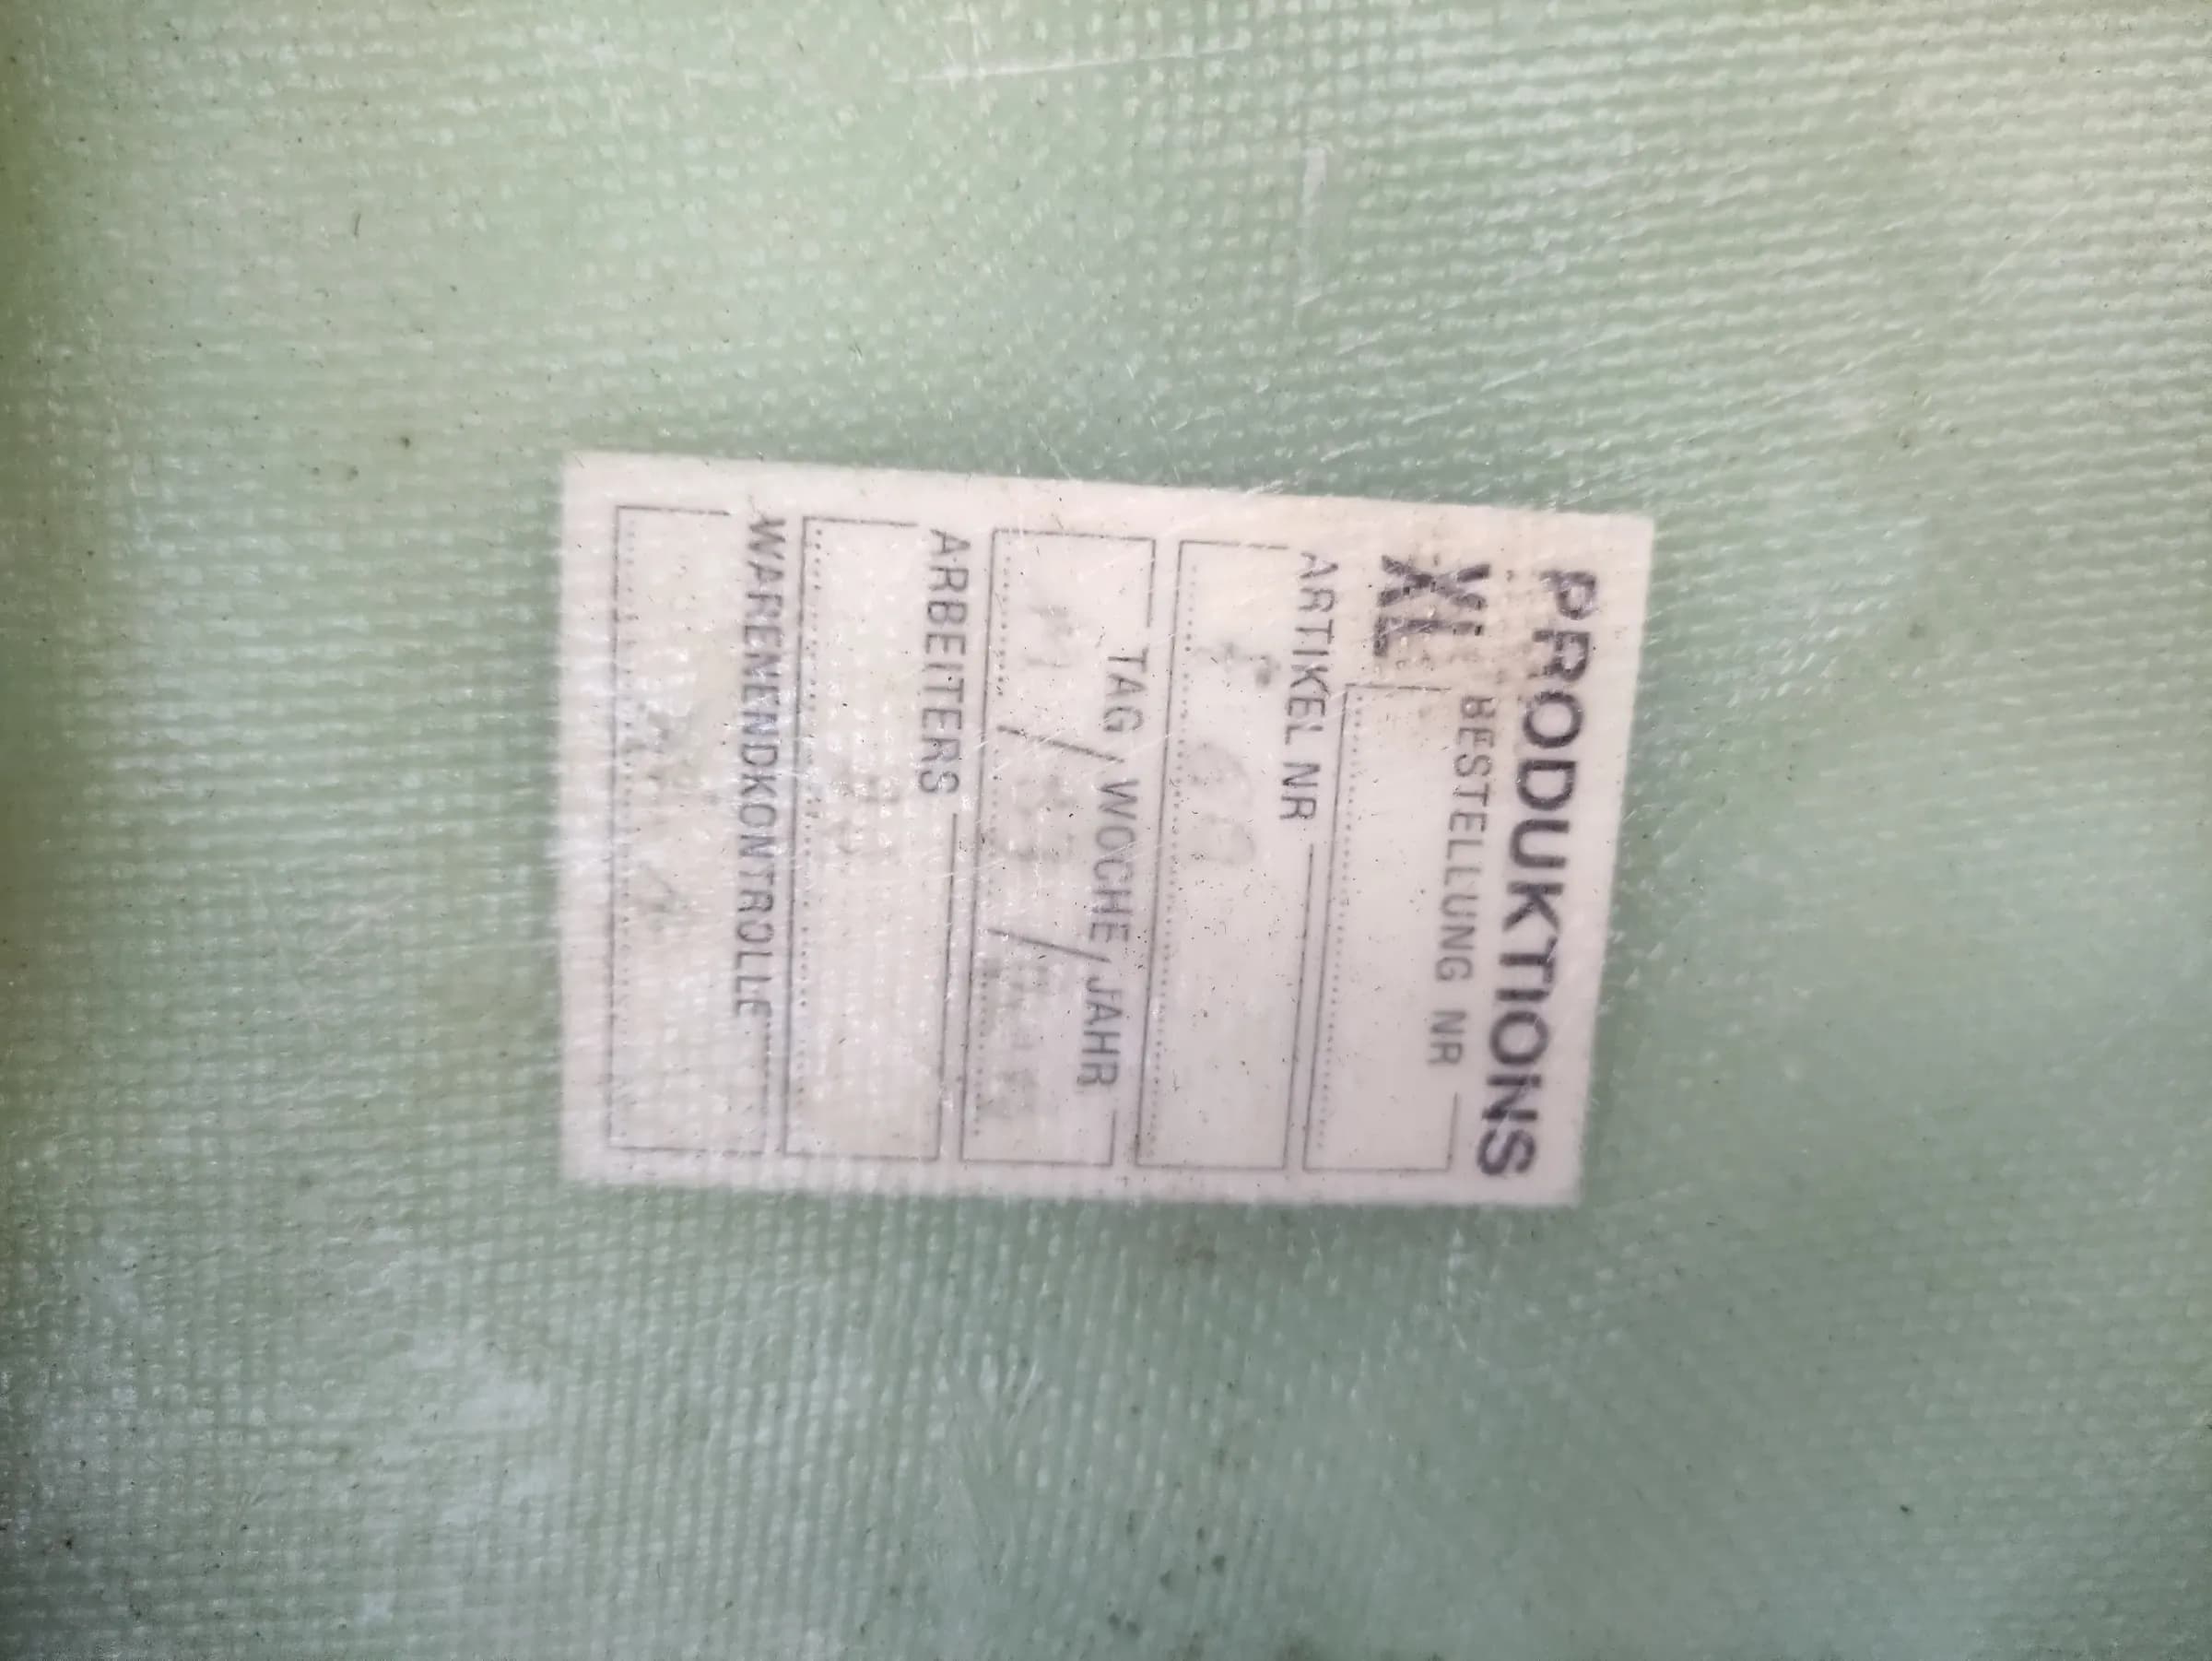 PRODUKTIONS
XL BESTELLUNG NR
ARTIKEL NR
TAG / WOCHE / JAHR
/ /
ARBEITERS
WARENENDKONTROLLE